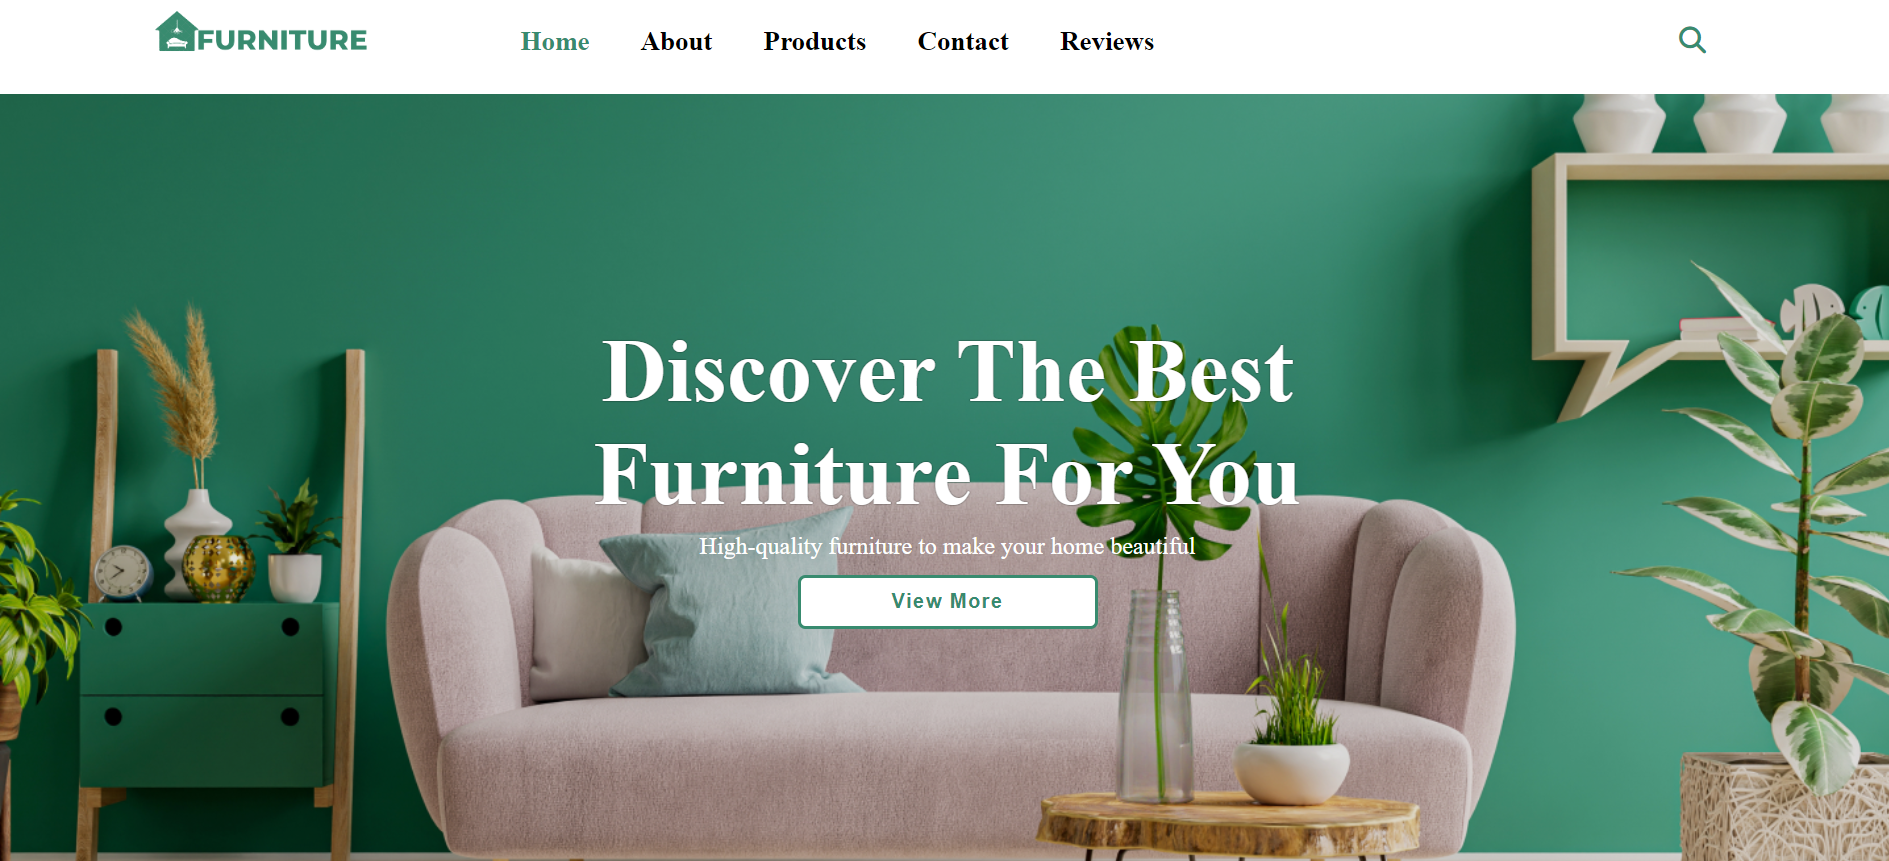 FURNITURE
Home About Products Contact Reviews
Discover The Best
Furniture For You
High-quality furniture to make your home beautiful
View More